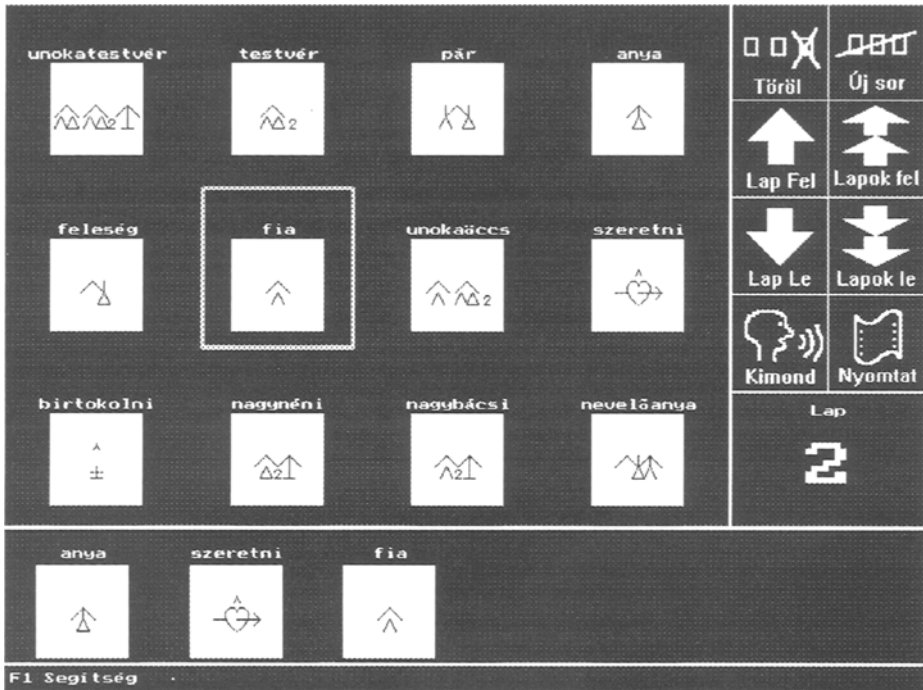 unokatestvér testvér pár anya
feleség fia unokaöccs szeretni
birtokolni nagynéni nagybácsi nevelőanya
Töröl Új sor
Lap Fel Lapok fel
Lap Le Lapok le
Kimond Nyomtat
Lap
2
anya szeretni fia
F1 Segítség